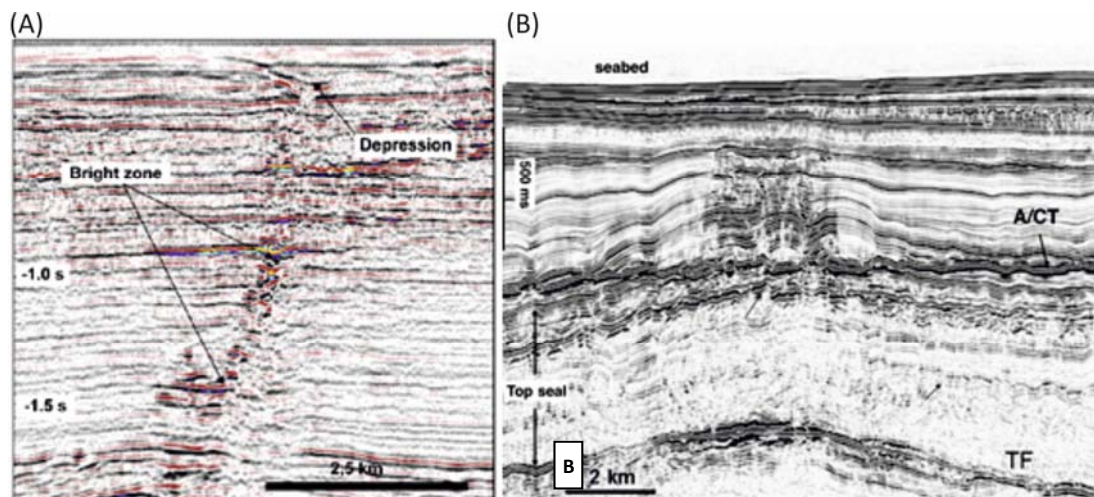 (A)
Depression
Bright zone
-1.0 s
-1.5 s
2.5 km
(B)
seabed
500 ms
A/CT
Top seal
B
2 km
TF